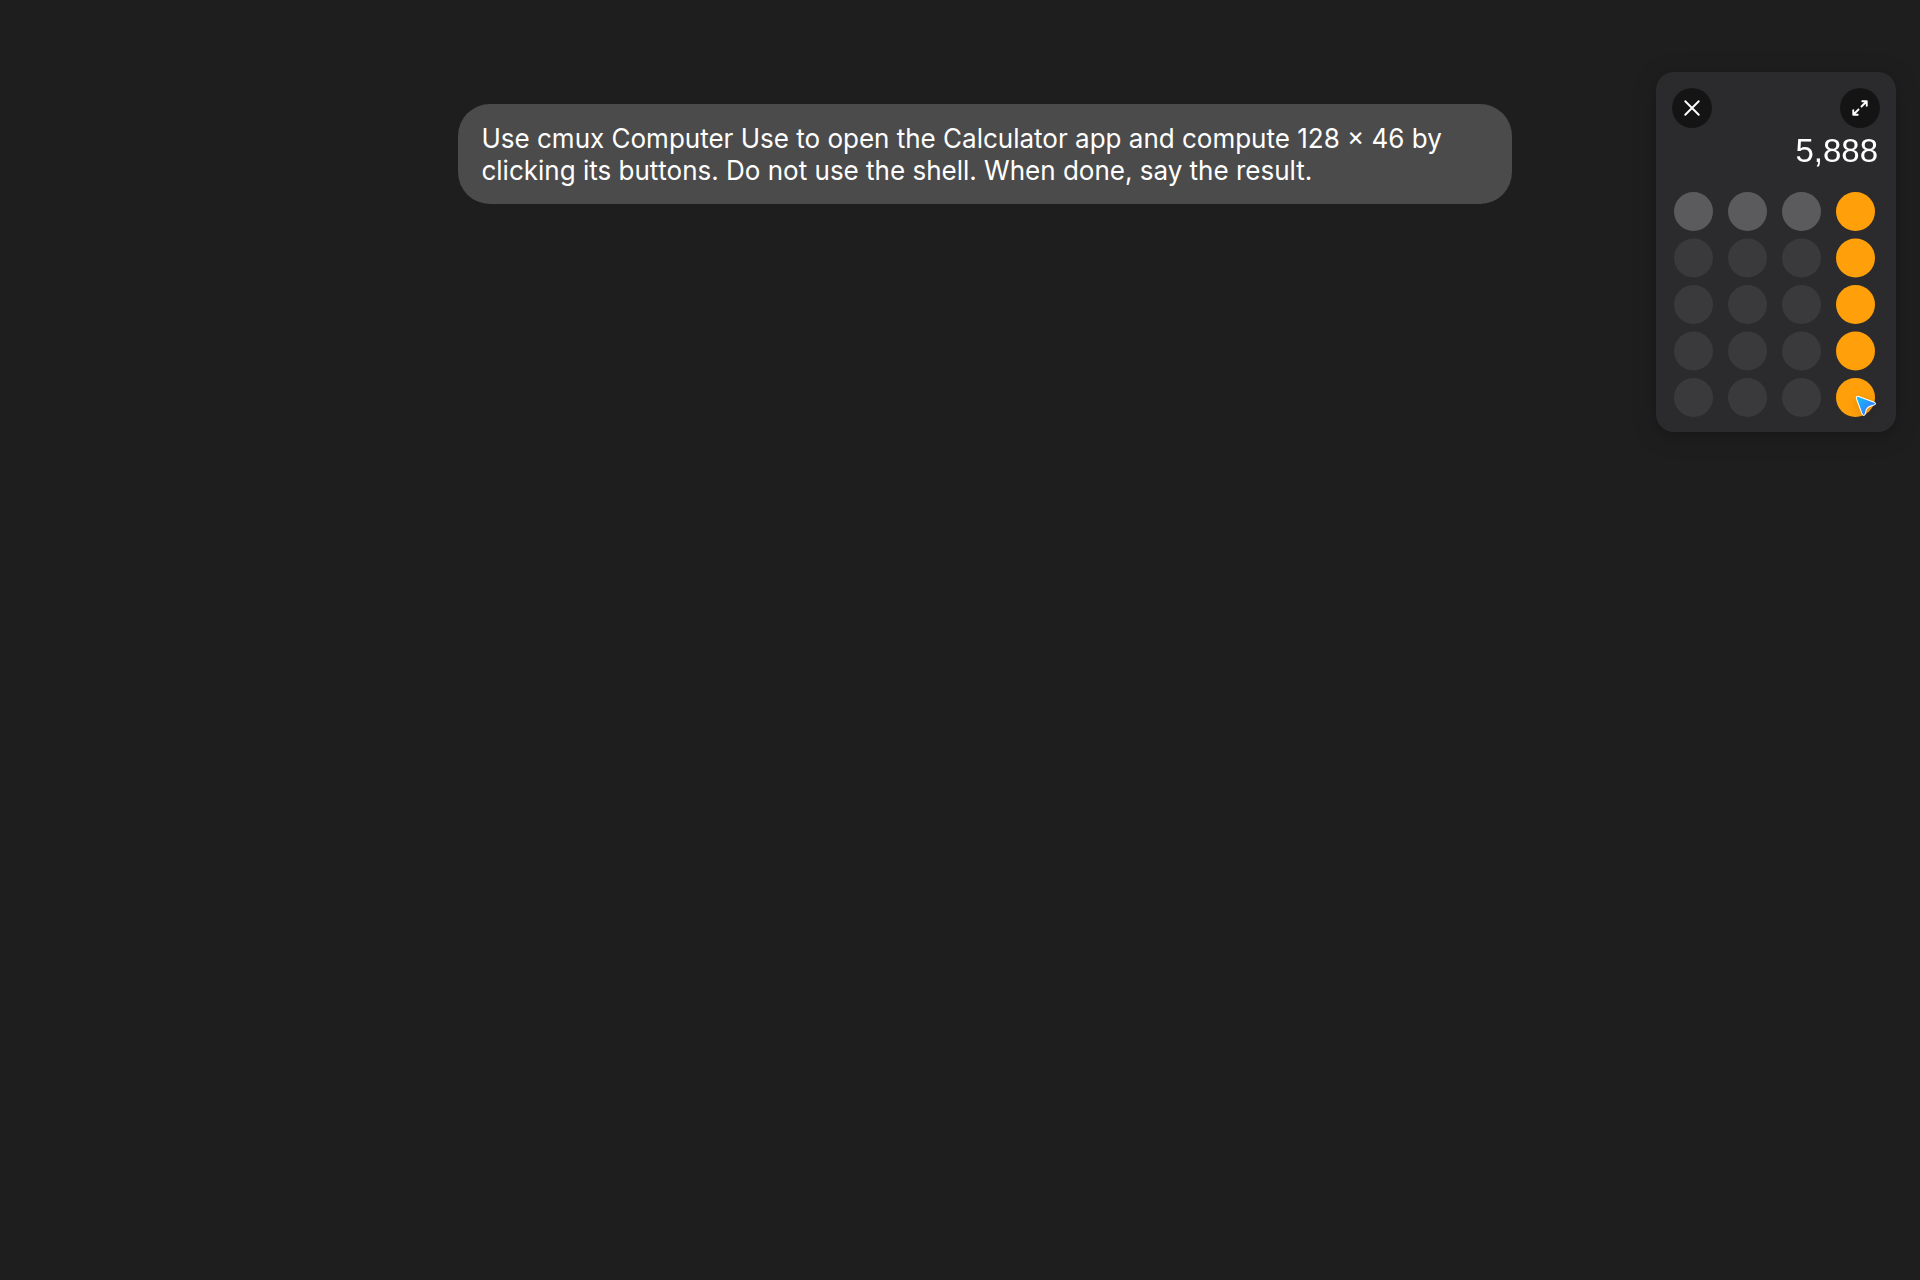 Use cmux Computer Use to open the Calculator app and compute 128 × 46 by
clicking its buttons. Do not use the shell. When done, say the result.
5,888